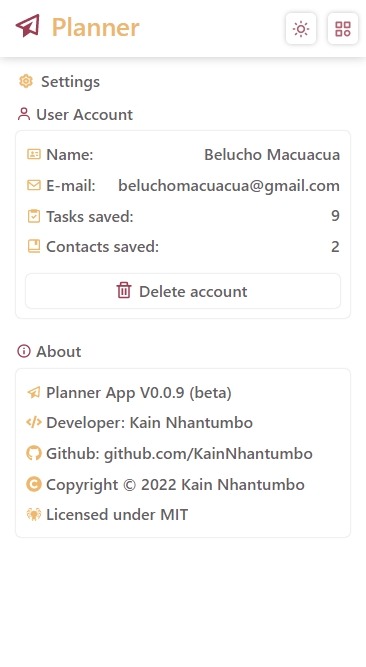 Planner
Settings
User Account
Name: Belucho Macuacua
E-mail: beluchomacuacua@gmail.com
Tasks saved: 9
Contacts saved: 2
Delete account
About
Planner App V0.0.9 (beta)
Developer: Kain Nhantumbo
Github: github.com/KainNhantumbo
Copyright © 2022 Kain Nhantumbo
Licensed under MIT